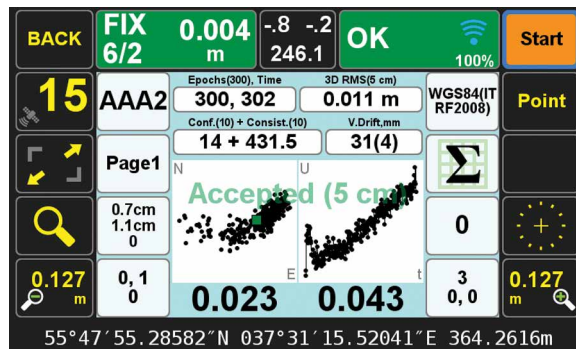 BACK
FIX 0.004 -.8 -.2 OK
6/2 m 246.1 100%
Start
15
AAA2
Epochs(300), Time 3D RMS(5 cm)
300, 302 0.011 m
WGS84(IT
RF2008)
Point
Conf.(10) + Consist.(10) V.Drift,mm
14 + 431.5 31(4)
Page1
N U
Accepted (5 cm)
Σ
0.7cm
1.1cm
0
0
E t
0.127
m
0, 1
0
0.023 0.043
3
0, 0
0.127
m
55°47′55.28582″N 037°31′15.52041″E 364.2616m